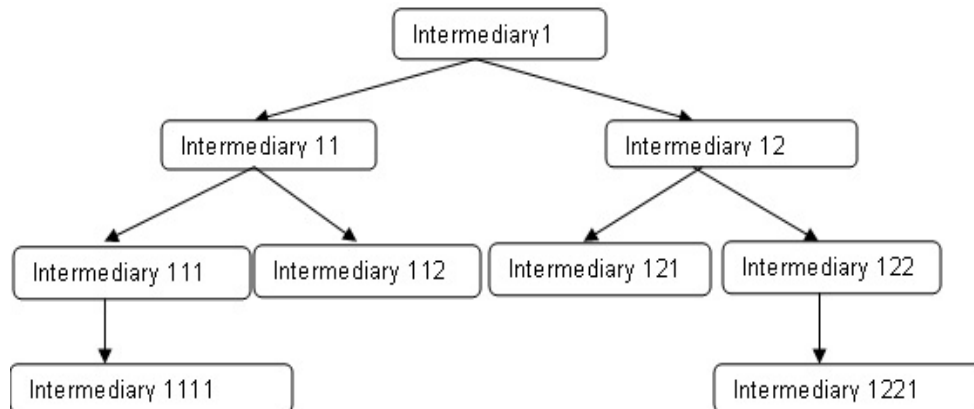 Intermediary1
Intermediary 11
Intermediary 12
Intermediary 111
Intermediary 112
Intermediary 121
Intermediary 122
Intermediary 1111
Intermediary 1221